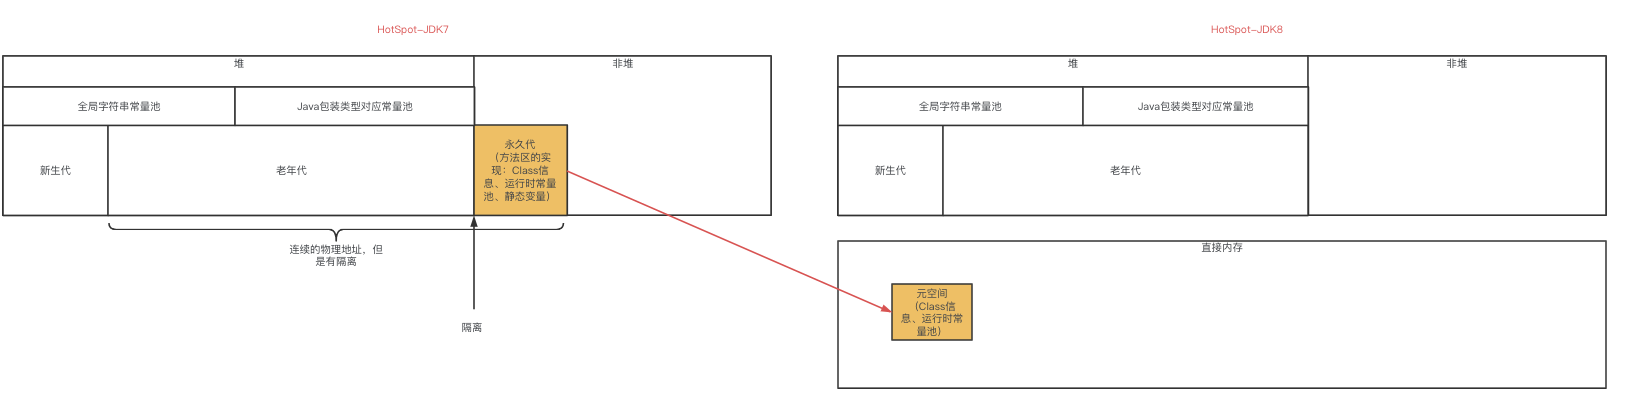 HotSpot-JDK7
堆
非堆
全局字符串常量池
Java包装类型对应常量池
新生代
老年代
永久代
（方法区的实
现：Class信
息、运行时常量
池、静态变量）
连续的物理地址，但
是有隔离
隔离
HotSpot-JDK8
堆
非堆
全局字符串常量池
Java包装类型对应常量池
新生代
老年代
直接内存
元空间
（Class信
息、运行时常
量池）